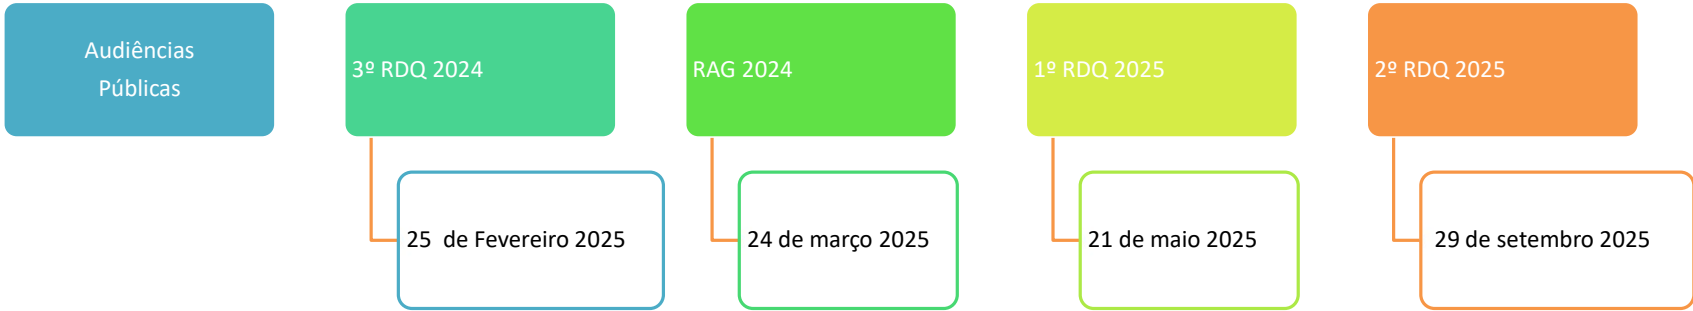 Audiências
Públicas
3º RDQ 2024
RAG 2024
1º RDQ 2025
2º RDQ 2025
25  de Fevereiro 2025
24 de março 2025
21 de maio 2025
29 de setembro 2025